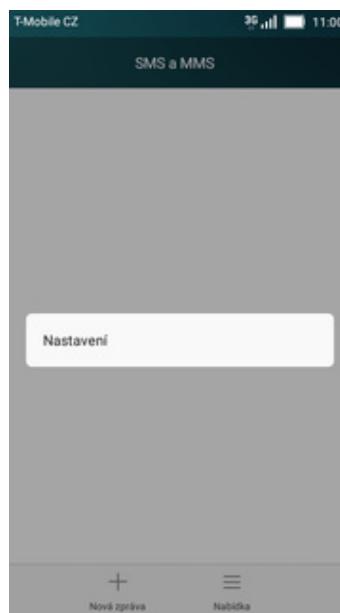 T-Mobile CZ 3G 11:00
SMS a MMS
Nastavení
Nová zpráva Nabídka